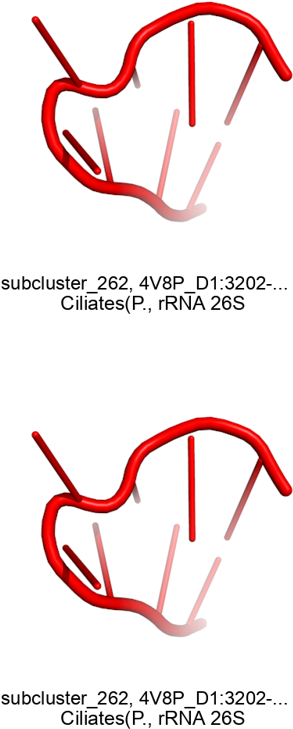 subcluster_262, 4V8P_D1:3202-...
Ciliates(P., rRNA 26S
subcluster_262, 4V8P_D1:3202-...
Ciliates(P., rRNA 26S